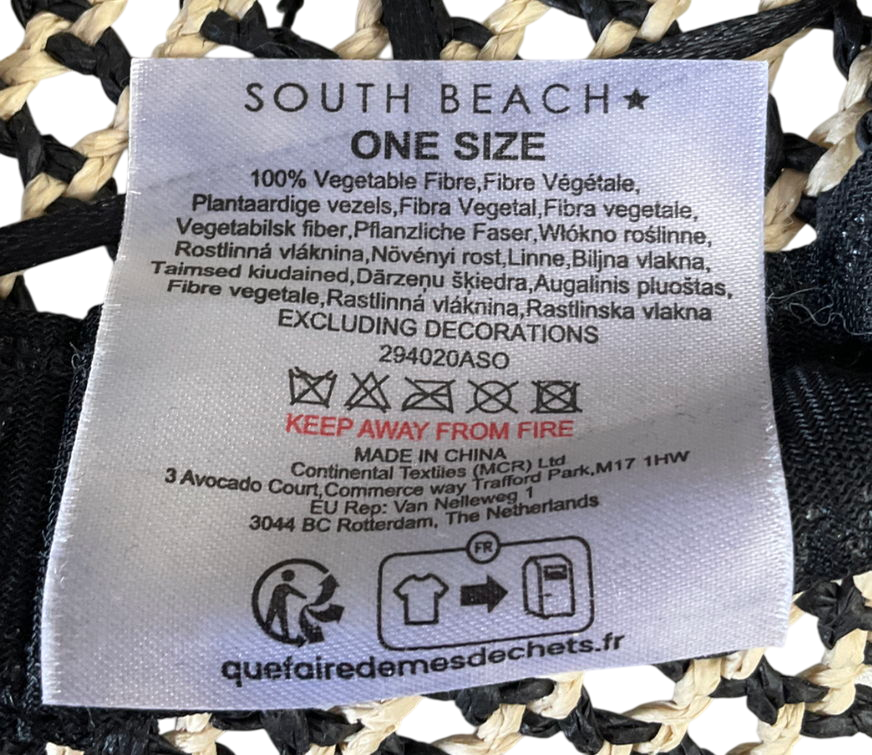 SOUTH BEACH★
ONE SIZE
100% Vegetable Fibre,Fibre Végétale,
Plantaardige vezels,Fibra Vegetal,Fibra vegetale,
Vegetabilsk fiber,Pflanzliche Faser,Włókno roślinne,
Rostlinná vláknina,Növényi rost,Linne,Biljna vlakna,
Taimsed kiudained,Dārzeņu šķiedra,Augalinis pluoštas,
Fibre vegetale,Rastlinná vláknina,Rastlinska vlakna
EXCLUDING DECORATIONS
294020ASO
KEEP AWAY FROM FIRE
MADE IN CHINA
Continental Textiles (MCR) Ltd
3 Avocado Court,Commerce way Trafford Park,M17 1HW
EU Rep: Van Nelleweg 1
3044 BC Rotterdam, The Netherlands
FR
quefairedemesdechets.fr